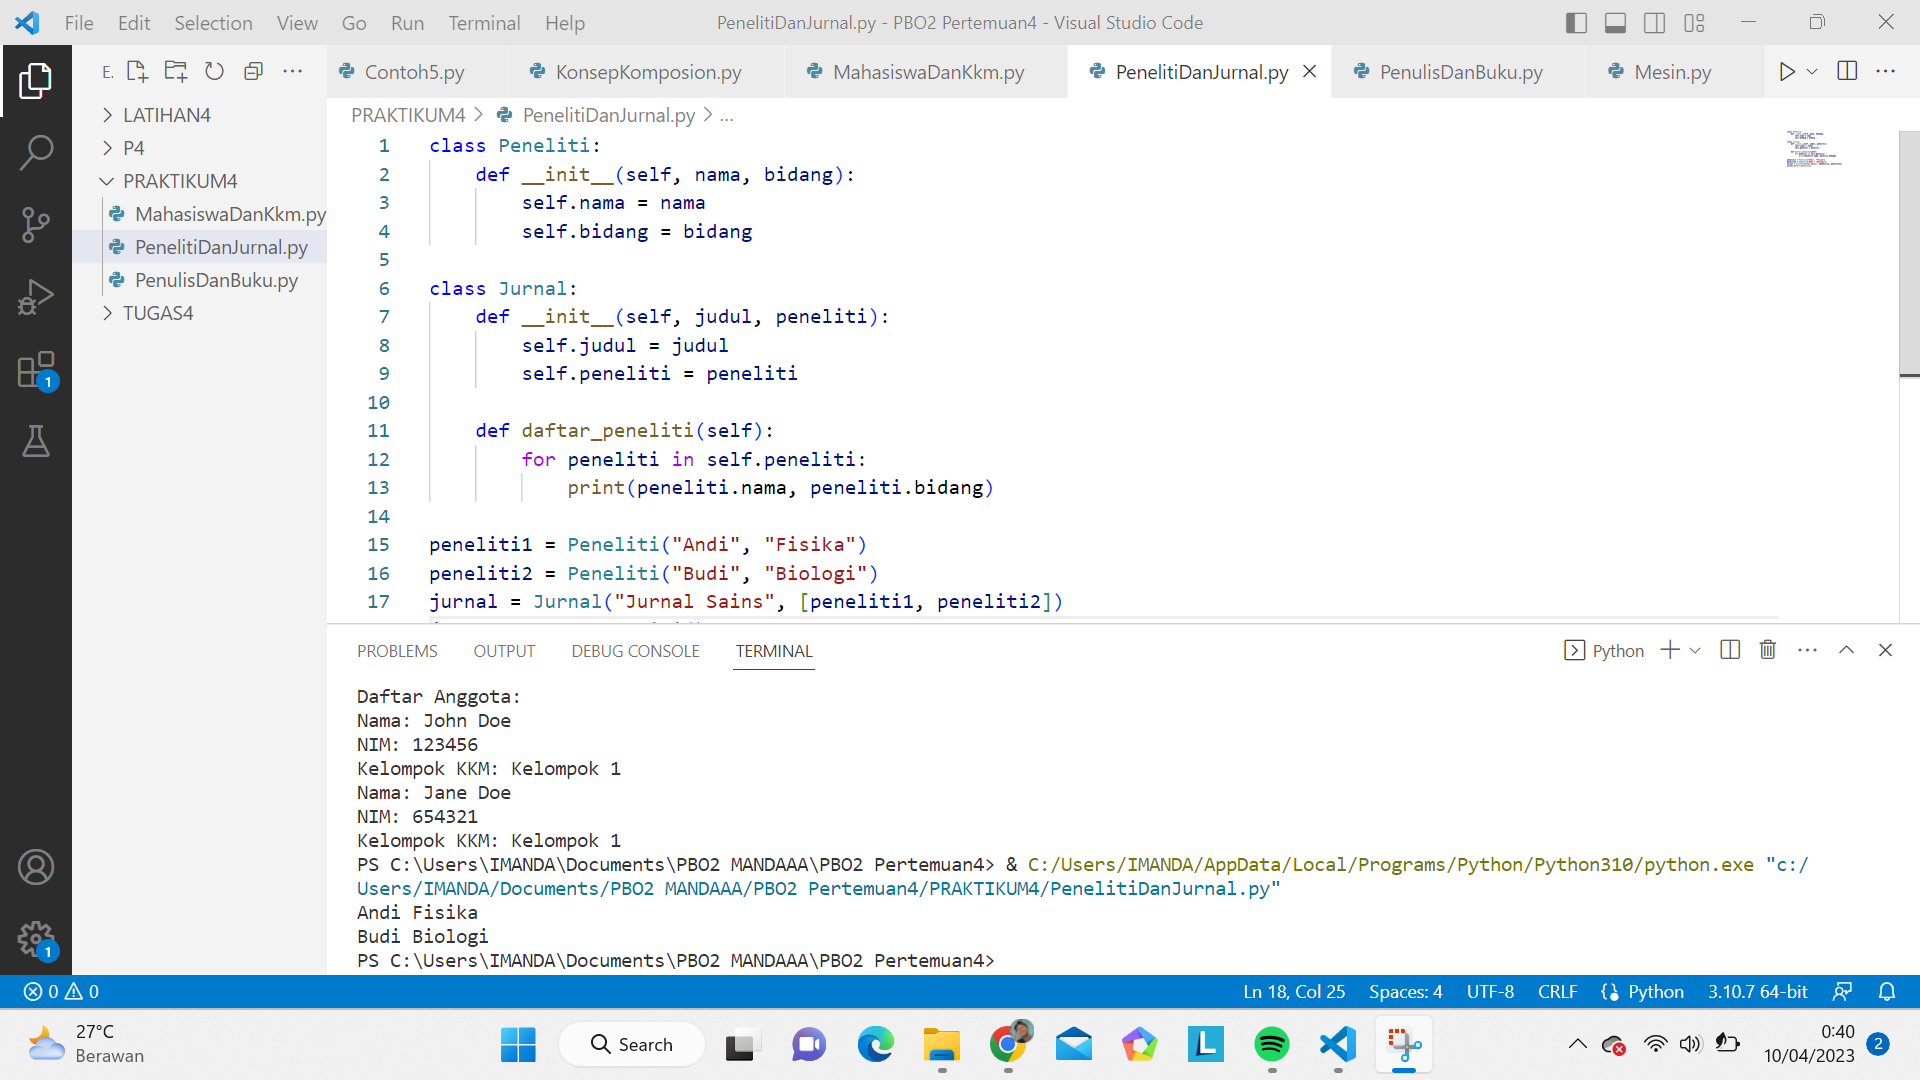 File Edit Selection View Go Run Terminal Help PenelitiDanJurnal.py - PBO2 Pertemuan4 - Visual Studio Code
E. Contoh5.py KonsepKomposion.py MahasiswaDanKkm.py PenelitiDanJurnal.py PenulisDanBuku.py Mesin.py
LATIHAN4
P4
PRAKTIKUM4
MahasiswaDanKkm.py
PenelitiDanJurnal.py
PenulisDanBuku.py
TUGAS4
1
1
PRAKTIKUM4 > PenelitiDanJurnal.py > ...
1 class Peneliti:
2 def __init__(self, nama, bidang):
3 self.nama = nama
4 self.bidang = bidang
5
6 class Jurnal:
7 def __init__(self, judul, peneliti):
8 self.judul = judul
9 self.peneliti = peneliti
10
11 def daftar_peneliti(self):
12 for peneliti in self.peneliti:
13 print(peneliti.nama, peneliti.bidang)
14
15 peneliti1 = Peneliti("Andi", "Fisika")
16 peneliti2 = Peneliti("Budi", "Biologi")
17 jurnal = Jurnal("Jurnal Sains", [peneliti1, peneliti2])
PROBLEMS OUTPUT DEBUG CONSOLE TERMINAL Python
Daftar Anggota:
Nama: John Doe
NIM: 123456
Kelompok KKM: Kelompok 1
Nama: Jane Doe
NIM: 654321
Kelompok KKM: Kelompok 1
PS C:\Users\IMANDA\Documents\PBO2 MANDAAA\PBO2 Pertemuan4> & C:/Users/IMANDA/AppData/Local/Programs/Python/Python310/python.exe "c:/
Users/IMANDA/Documents/PBO2 MANDAAA/PBO2 Pertemuan4/PRAKTIKUM4/PenelitiDanJurnal.py"
Andi Fisika
Budi Biologi
PS C:\Users\IMANDA\Documents\PBO2 MANDAAA\PBO2 Pertemuan4>
0 0 Ln 18, Col 25 Spaces: 4 UTF-8 CRLF Python 3.10.7 64-bit
27°C
Berawan
Search
L
0:40
10/04/2023
2